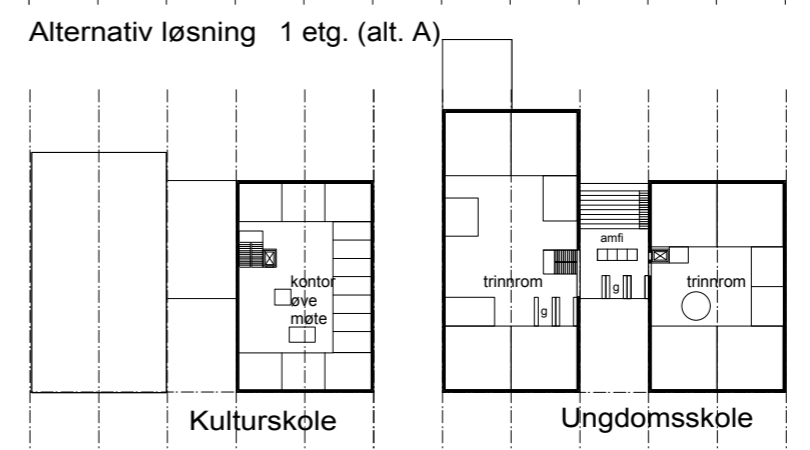 Alternativ løsning 1 etg. (alt. A)
amfi
kontor
øve
møte
trinnrom
g
g
trinnrom
Kulturskole
Ungdomsskole